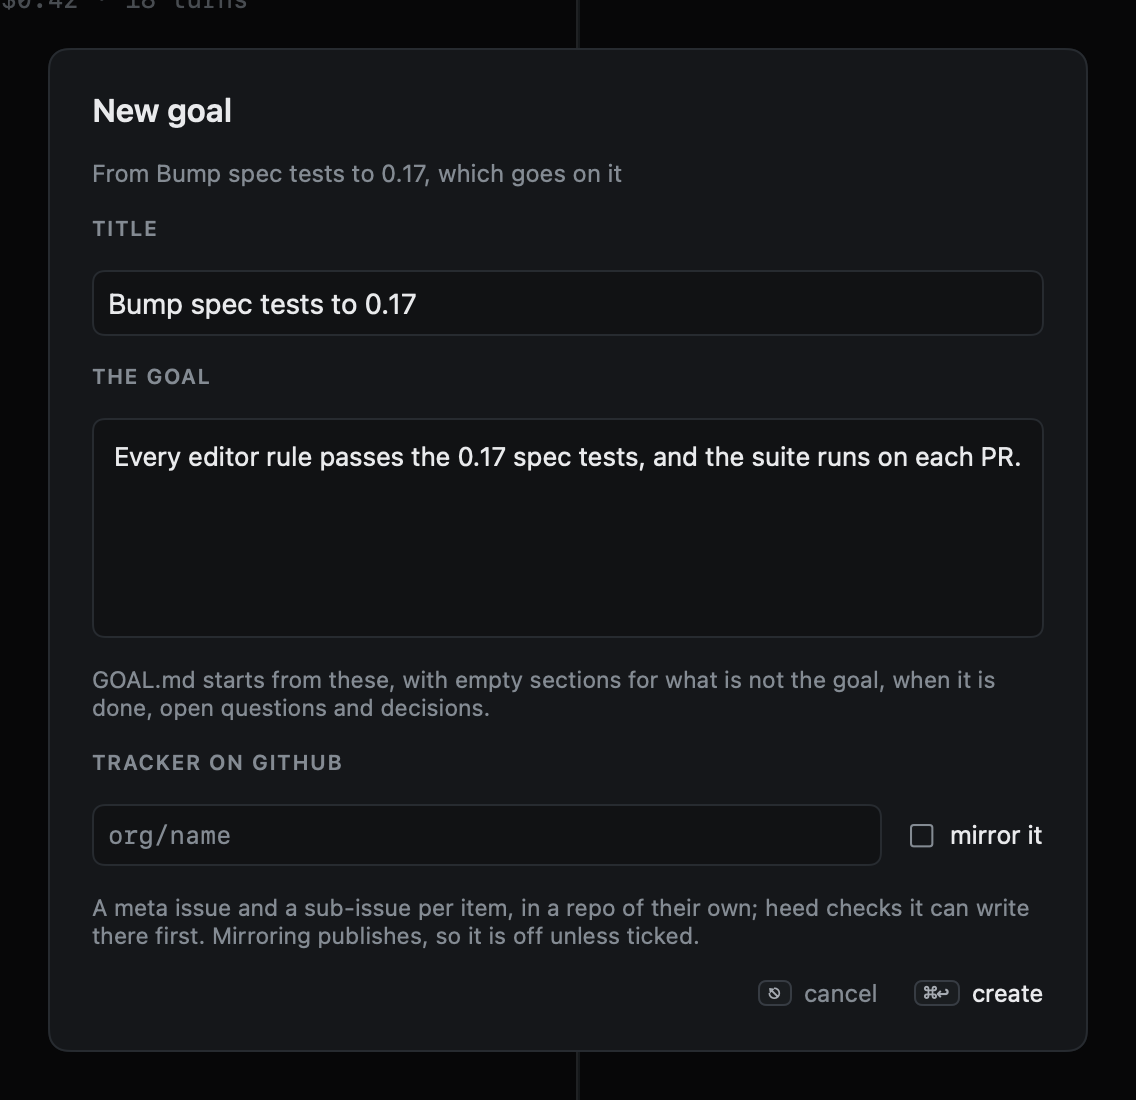 $0.42 · 18 turns
New goal
From Bump spec tests to 0.17, which goes on it
TITLE
Bump spec tests to 0.17
THE GOAL
Every editor rule passes the 0.17 spec tests, and the suite runs on each PR.
GOAL.md starts from these, with empty sections for what is not the goal, when it is
done, open questions and decisions.
TRACKER ON GITHUB
org/name
mirror it
A meta issue and a sub-issue per item, in a repo of their own; heed checks it can write
there first. Mirroring publishes, so it is off unless ticked.
⎋ cancel ⌘↩ create